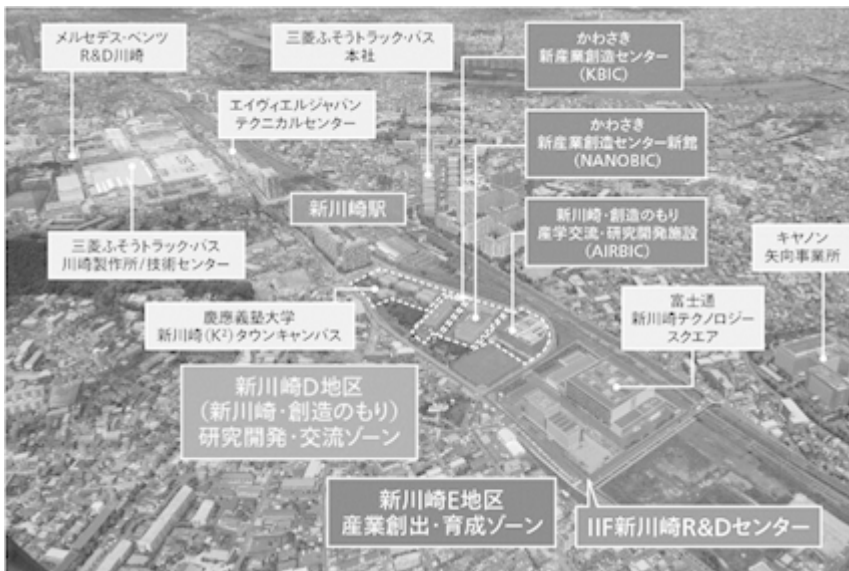 メルセデス・ベンツ
R&D川崎
三菱ふそうトラック・バス
本社
かわさき
新産業創造センター
(KBIC)
エイヴィエルジャパン
テクニカルセンター
かわさき
新産業創造センター新館
(NANOBIC)
新川崎駅
新川崎・創造のもり
産学交流・研究開発施設
(AIRBIC)
キヤノン
矢向事業所
三菱ふそうトラック・バス
川崎製作所/技術センター
慶應義塾大学
新川崎(K²)タウンキャンパス
富士通
新川崎テクノロジー
スクエア
新川崎D地区
(新川崎・創造のもり)
研究開発・交流ゾーン
新川崎E地区
産業創出・育成ゾーン
IIF新川崎R&Dセンター